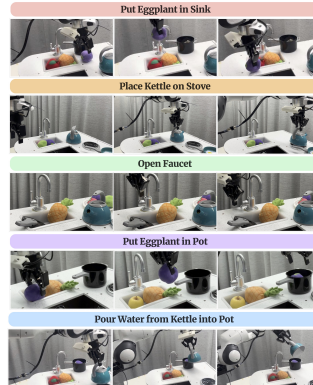 Put Eggplant in Sink
Place Kettle on Stove
Open Faucet
Put Eggplant in Pot
Pour Water from Kettle into Pot